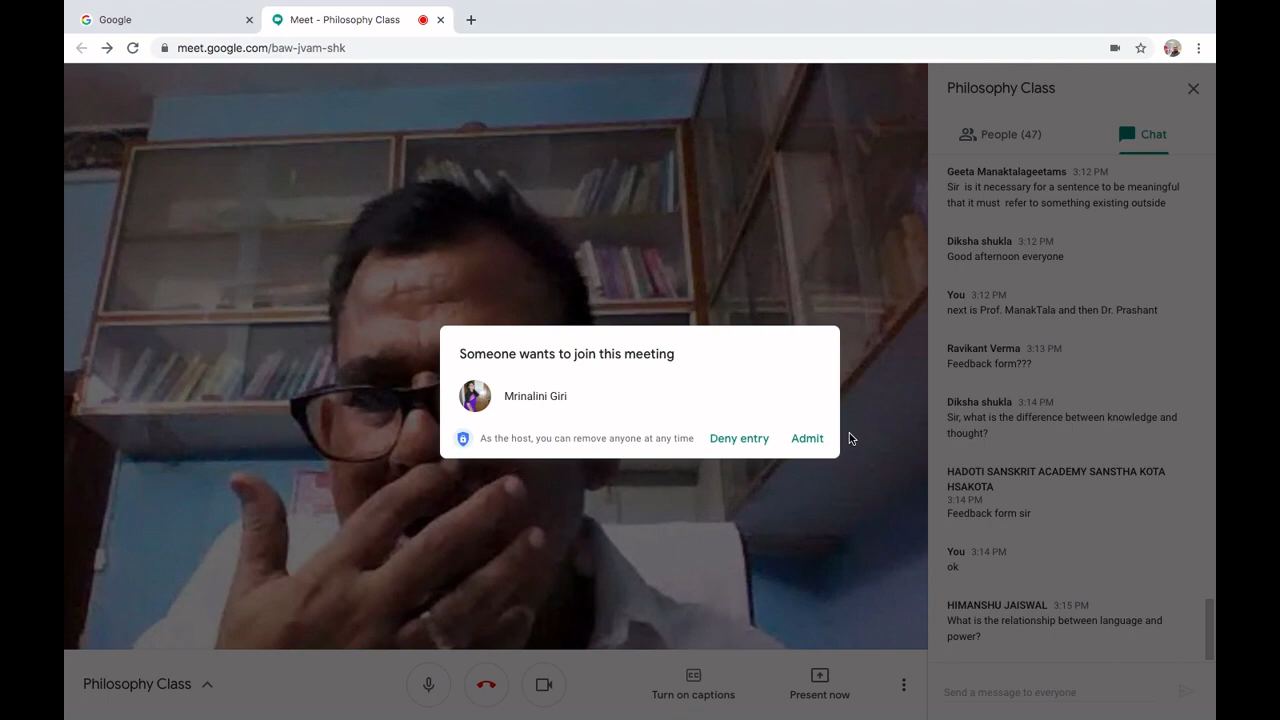 Google
Meet - Philosophy Class
meet.google.com/baw-jvam-shk
Philosophy Class
People (47)
Chat
Geeta Manaktalageetams 3:12 PM
Sir is it necessary for a sentence to be meaningful
that it must refer to something existing outside
Diksha shukla 3:12 PM
Good afternoon everyone
You 3:12 PM
next is Prof. ManakTala and then Dr. Prashant
Ravikant Verma 3:13 PM
Feedback form???
Diksha shukla 3:14 PM
Sir, what is the difference between knowledge and
thought?
HADOTI SANSKRIT ACADEMY SANSTHA KOTA
HSAKOTA
3:14 PM
Feedback form sir
You 3:14 PM
ok
HIMANSHU JAISWAL 3:15 PM
What is the relationship between language and
power?
Send a message to everyone
Someone wants to join this meeting
Mrinalini Giri
As the host, you can remove anyone at any time
Deny entry
Admit
Philosophy Class
Turn on captions
Present now